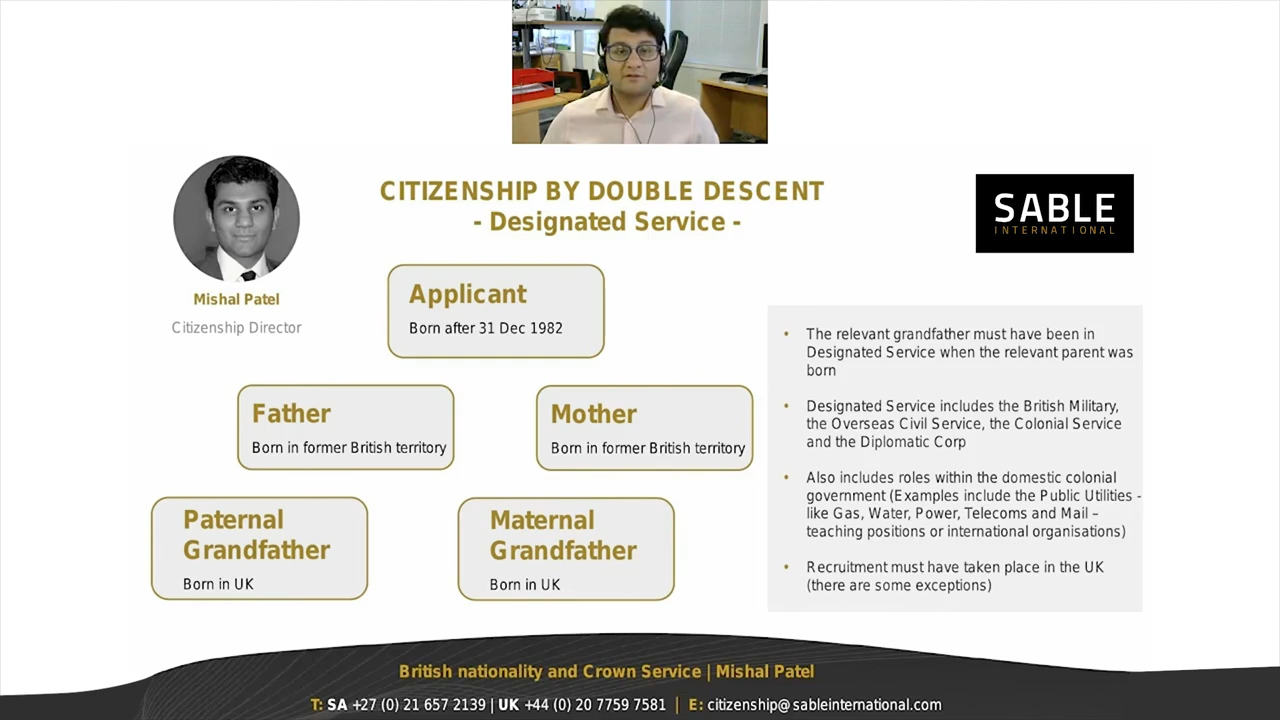 CITIZENSHIP BY DOUBLE DESCENT
- Designated Service -
SABLE
INTERNATIONAL
Mishal Patel
Citizenship Director
Applicant
Born after 31 Dec 1982
Father
Born in former British territory
Mother
Born in former British territory
Paternal
Grandfather
Born in UK
Maternal
Grandfather
Born in UK
• The relevant grandfather must have been in
Designated Service when the relevant parent was
born
• Designated Service includes the British Military,
the Overseas Civil Service, the Colonial Service
and the Diplomatic Corp
• Also includes roles within the domestic colonial
government (Examples include the Public Utilities -
like Gas, Water, Power, Telecoms and Mail –
teaching positions or international organisations)
• Recruitment must have taken place in the UK
(there are some exceptions)
British nationality and Crown Service | Mishal Patel
T: SA +27 (0) 21 657 2139 | UK +44 (0) 20 7759 7581 | E: citizenship@sableinternational.com